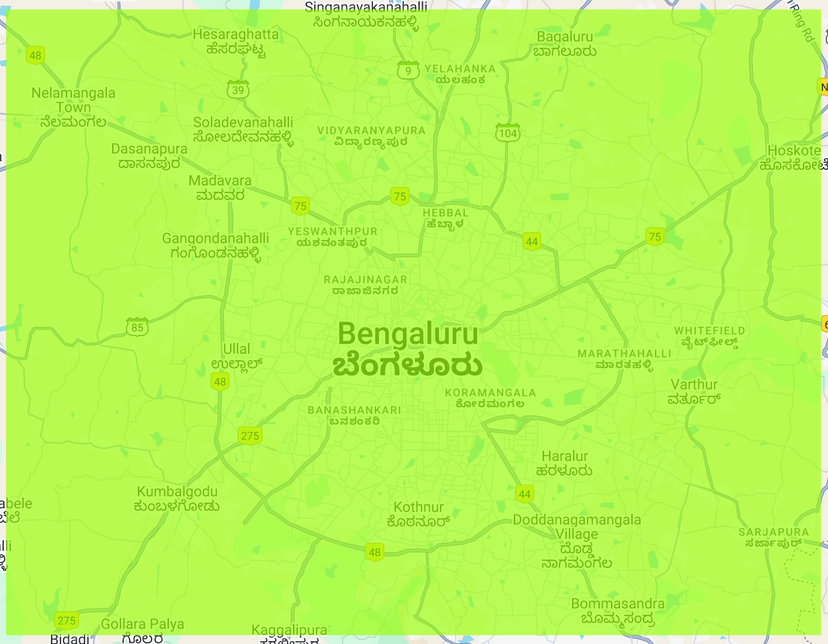 Singanayakanahalli
ಸಿಂಗನಾಯಕನಹಳ್ಳಿ
Hesaraghatta
ಹೆಸರಘಟ್ಟ
Bagaluru
ಬಾಗಲೂರು
Ring Rd
48
9
YELAHANKA
ಯಲಹಂಕ
39
Nelamangala
Town
ನೆಲಮಂಗಲ
Soladevanahalli
ಸೋಲದೇವನಹಳ್ಳಿ
VIDYARANYAPURA
ವಿದ್ಯಾರಣ್ಯಪುರ
104
Dasanapura
ದಾಸನಪುರ
Hoskote
ಹೊಸಕೋಟೆ
Madavara
ಮದವರ
75
75
HEBBAL
ಹೆಬ್ಬಾಳ
YESWANTHPUR
ಯಶವಂತಪುರ
44
75
Gangondanahalli
ಗಂಗೊಂಡನಹಳ್ಳಿ
RAJAJINAGAR
ರಾಜಾಜಿನಗರ
85
Bengaluru
ಬೆಂಗಳೂರು
WHITEFIELD
ವೈಟ್‌ಫೀಲ್ಡ್
Ullal
ಉಲ್ಲಾಲ್
MARATHAHALLI
ಮಾರತಹಳ್ಳಿ
48
Varthur
ವರ್ತೂರ್
KORAMANGALA
ಕೋರಮಂಗಲ
BANASHANKARI
ಬನಶಂಕರಿ
275
Haralur
ಹರಳೂರು
Kumbalgodu
ಕುಂಬಳಗೋಡು
44
Kothnur
ಕೊಠನೂರ್
Doddanagamangala
Village
ದೊಡ್ಡ
ನಾಗಮಂಗಲ
SARJAPURA
ಸರ್ಜಾಪುರ್
48
Bommasandra
ಬೊಮ್ಮಸಂದ್ರ
275
Gollara Palya
ಗೊಲ್ಲರ
Kaggalipura
Bidadi